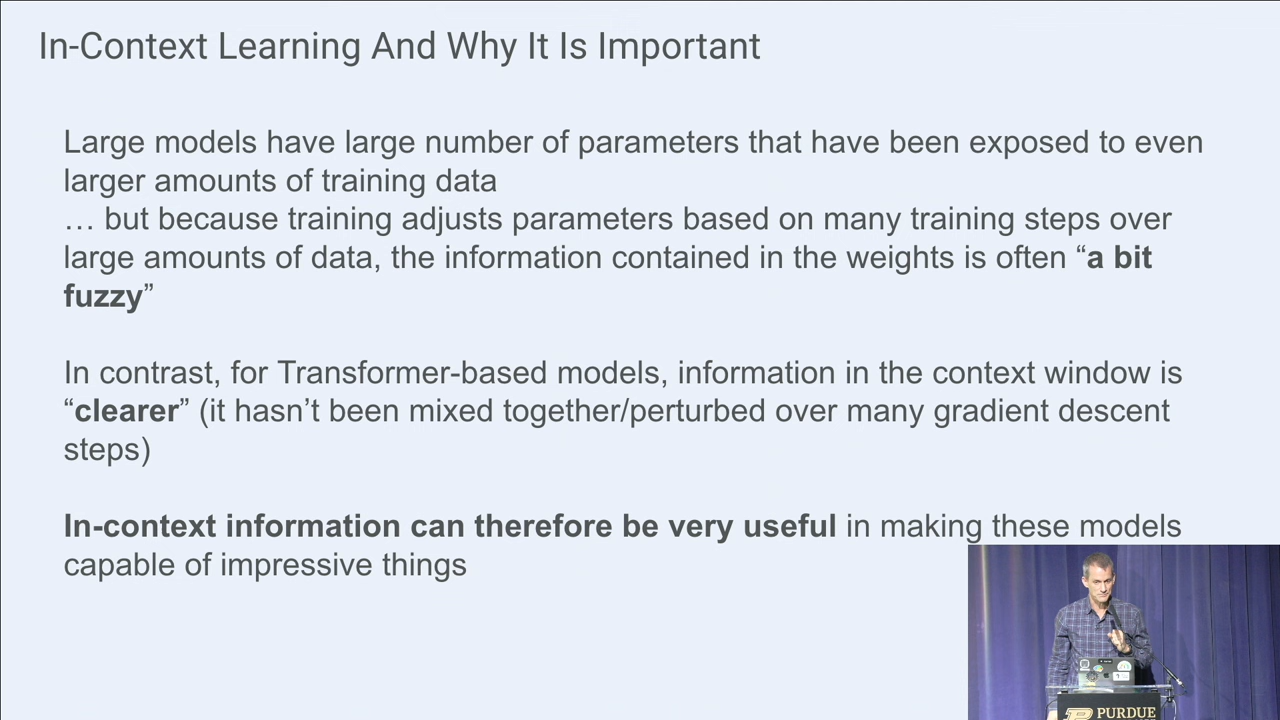 In-Context Learning And Why It Is Important
Large models have large number of parameters that have been exposed to even
larger amounts of training data
… but because training adjusts parameters based on many training steps over
large amounts of data, the information contained in the weights is often “a bit
fuzzy”
In contrast, for Transformer-based models, information in the context window is
“clearer” (it hasn’t been mixed together/perturbed over many gradient descent
steps)
In-context information can therefore be very useful in making these models
capable of impressive things
PURDUE